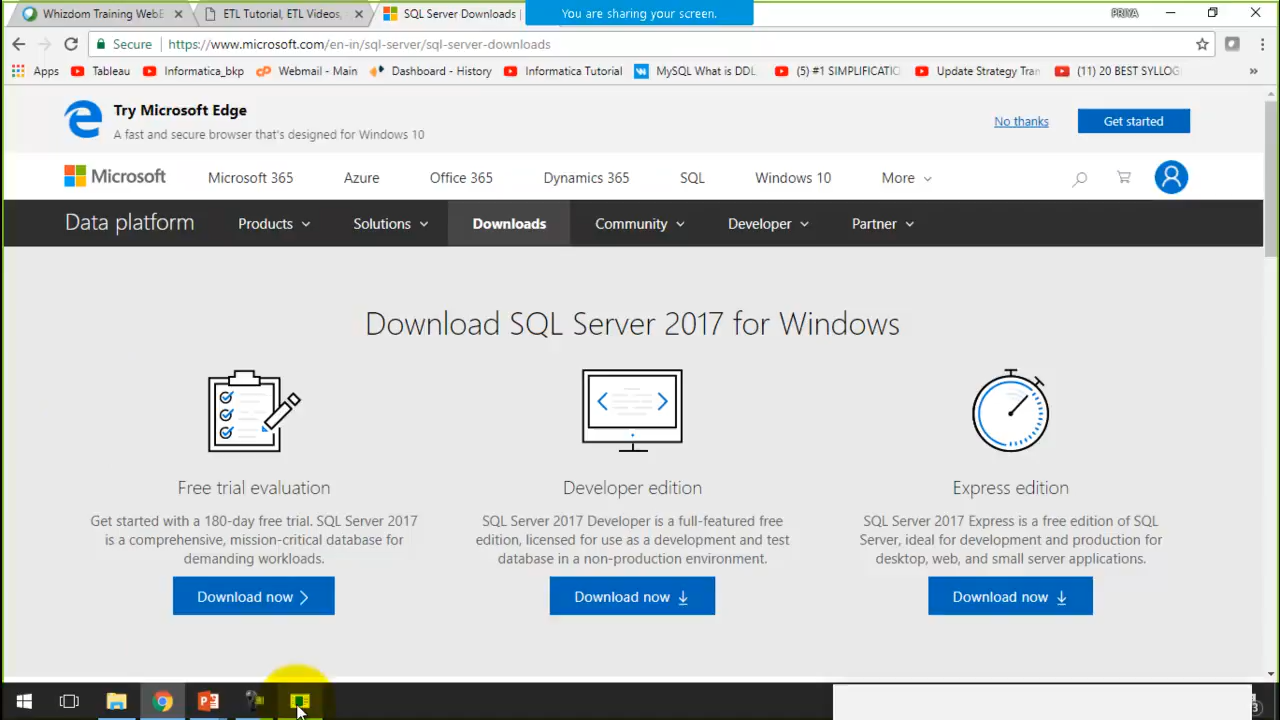 Whizdom Training WebE
ETL Tutorial, ETL Videos,
SQL Server Downloads
You are sharing your screen.
PRIYA
Secure
https://www.microsoft.com/en-in/sql-server/sql-server-downloads
Apps
Tableau
Informatica_bkp
Webmail - Main
Dashboard - History
Informatica Tutorial
MySQL What is DDL
(5) #1 SIMPLIFICATIO
Update Strategy Tran
(11) 20 BEST SYLLOG
Try Microsoft Edge
A fast and secure browser that's designed for Windows 10
No thanks
Get started
Microsoft
Microsoft 365
Azure
Office 365
Dynamics 365
SQL
Windows 10
More
Data platform
Products
Solutions
Downloads
Community
Developer
Partner
Download SQL Server 2017 for Windows
Free trial evaluation
Get started with a 180-day free trial. SQL Server 2017
is a comprehensive, mission-critical database for
demanding workloads.
Download now
Developer edition
SQL Server 2017 Developer is a full-featured free
edition, licensed for use as a development and test
database in a non-production environment.
Download now
Express edition
SQL Server 2017 Express is a free edition of SQL
Server, ideal for development and production for
desktop, web, and small server applications.
Download now